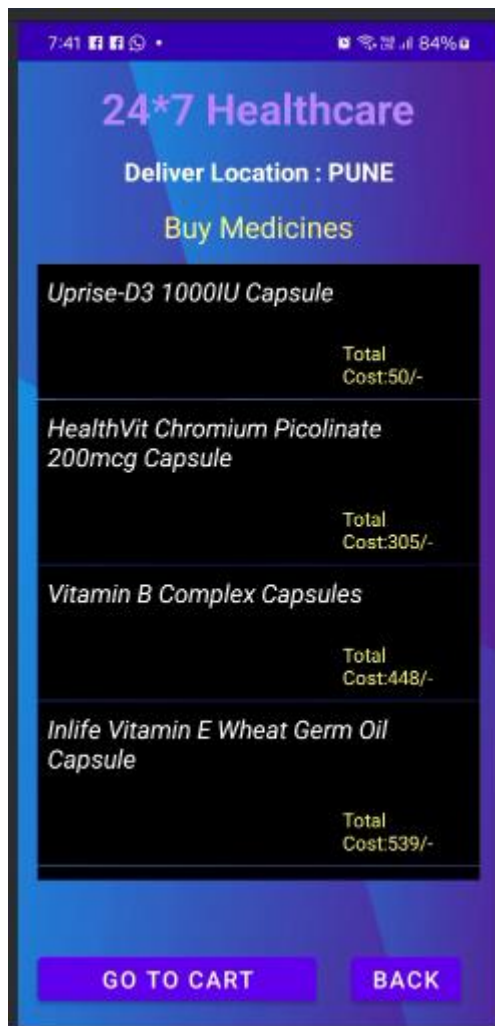 7:41
84%
24*7 Healthcare
Deliver Location : PUNE
Buy Medicines
Uprise-D3 1000IU Capsule
Total
Cost:50/-
HealthVit Chromium Picolinate
200mcg Capsule
Total
Cost:305/-
Vitamin B Complex Capsules
Total
Cost:448/-
Inlife Vitamin E Wheat Germ Oil
Capsule
Total
Cost:539/-
GO TO CART
BACK